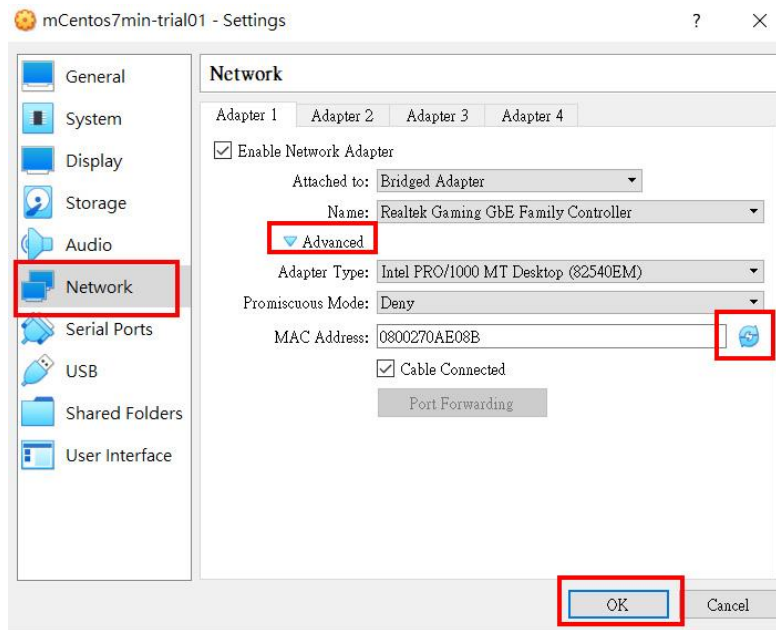 mCentos7min-trial01 - Settings
?
General
System
Display
Storage
Audio
Network
Serial Ports
USB
Shared Folders
User Interface
Network
Adapter 1 Adapter 2 Adapter 3 Adapter 4
Enable Network Adapter
Attached to: Bridged Adapter
Name: Realtek Gaming GbE Family Controller
Advanced
Adapter Type: Intel PRO/1000 MT Desktop (82540EM)
Promiscuous Mode: Deny
MAC Address: 0800270AE08B
Cable Connected
Port Forwarding
OK Cancel